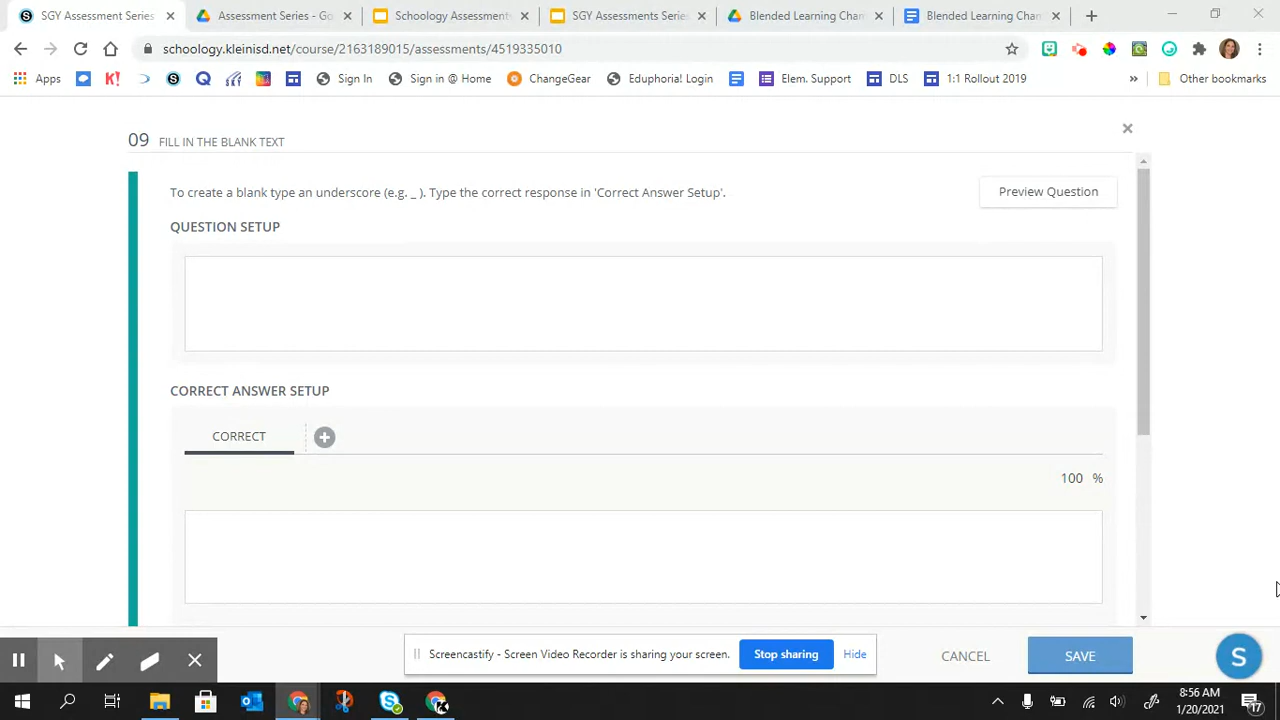 SGY Assessment Series
Assessment Series - Go
Schoology Assessment
SGY Assessments Series
Blended Learning Cham
Blended Learning Cham
schoology.kleinisd.net/course/2163189015/assessments/4519335010
Apps
K!
Sign In
Sign in @ Home
ChangeGear
Eduphoria! Login
Elem. Support
DLS
1:1 Rollout 2019
»
Other bookmarks
09 FILL IN THE BLANK TEXT
To create a blank type an underscore (e.g. _ ). Type the correct response in 'Correct Answer Setup'.
Preview Question
QUESTION SETUP
CORRECT ANSWER SETUP
CORRECT
100 %
Screencastify - Screen Video Recorder is sharing your screen.
Stop sharing
Hide
CANCEL
SAVE
S
8:56 AM
1/20/2021
17